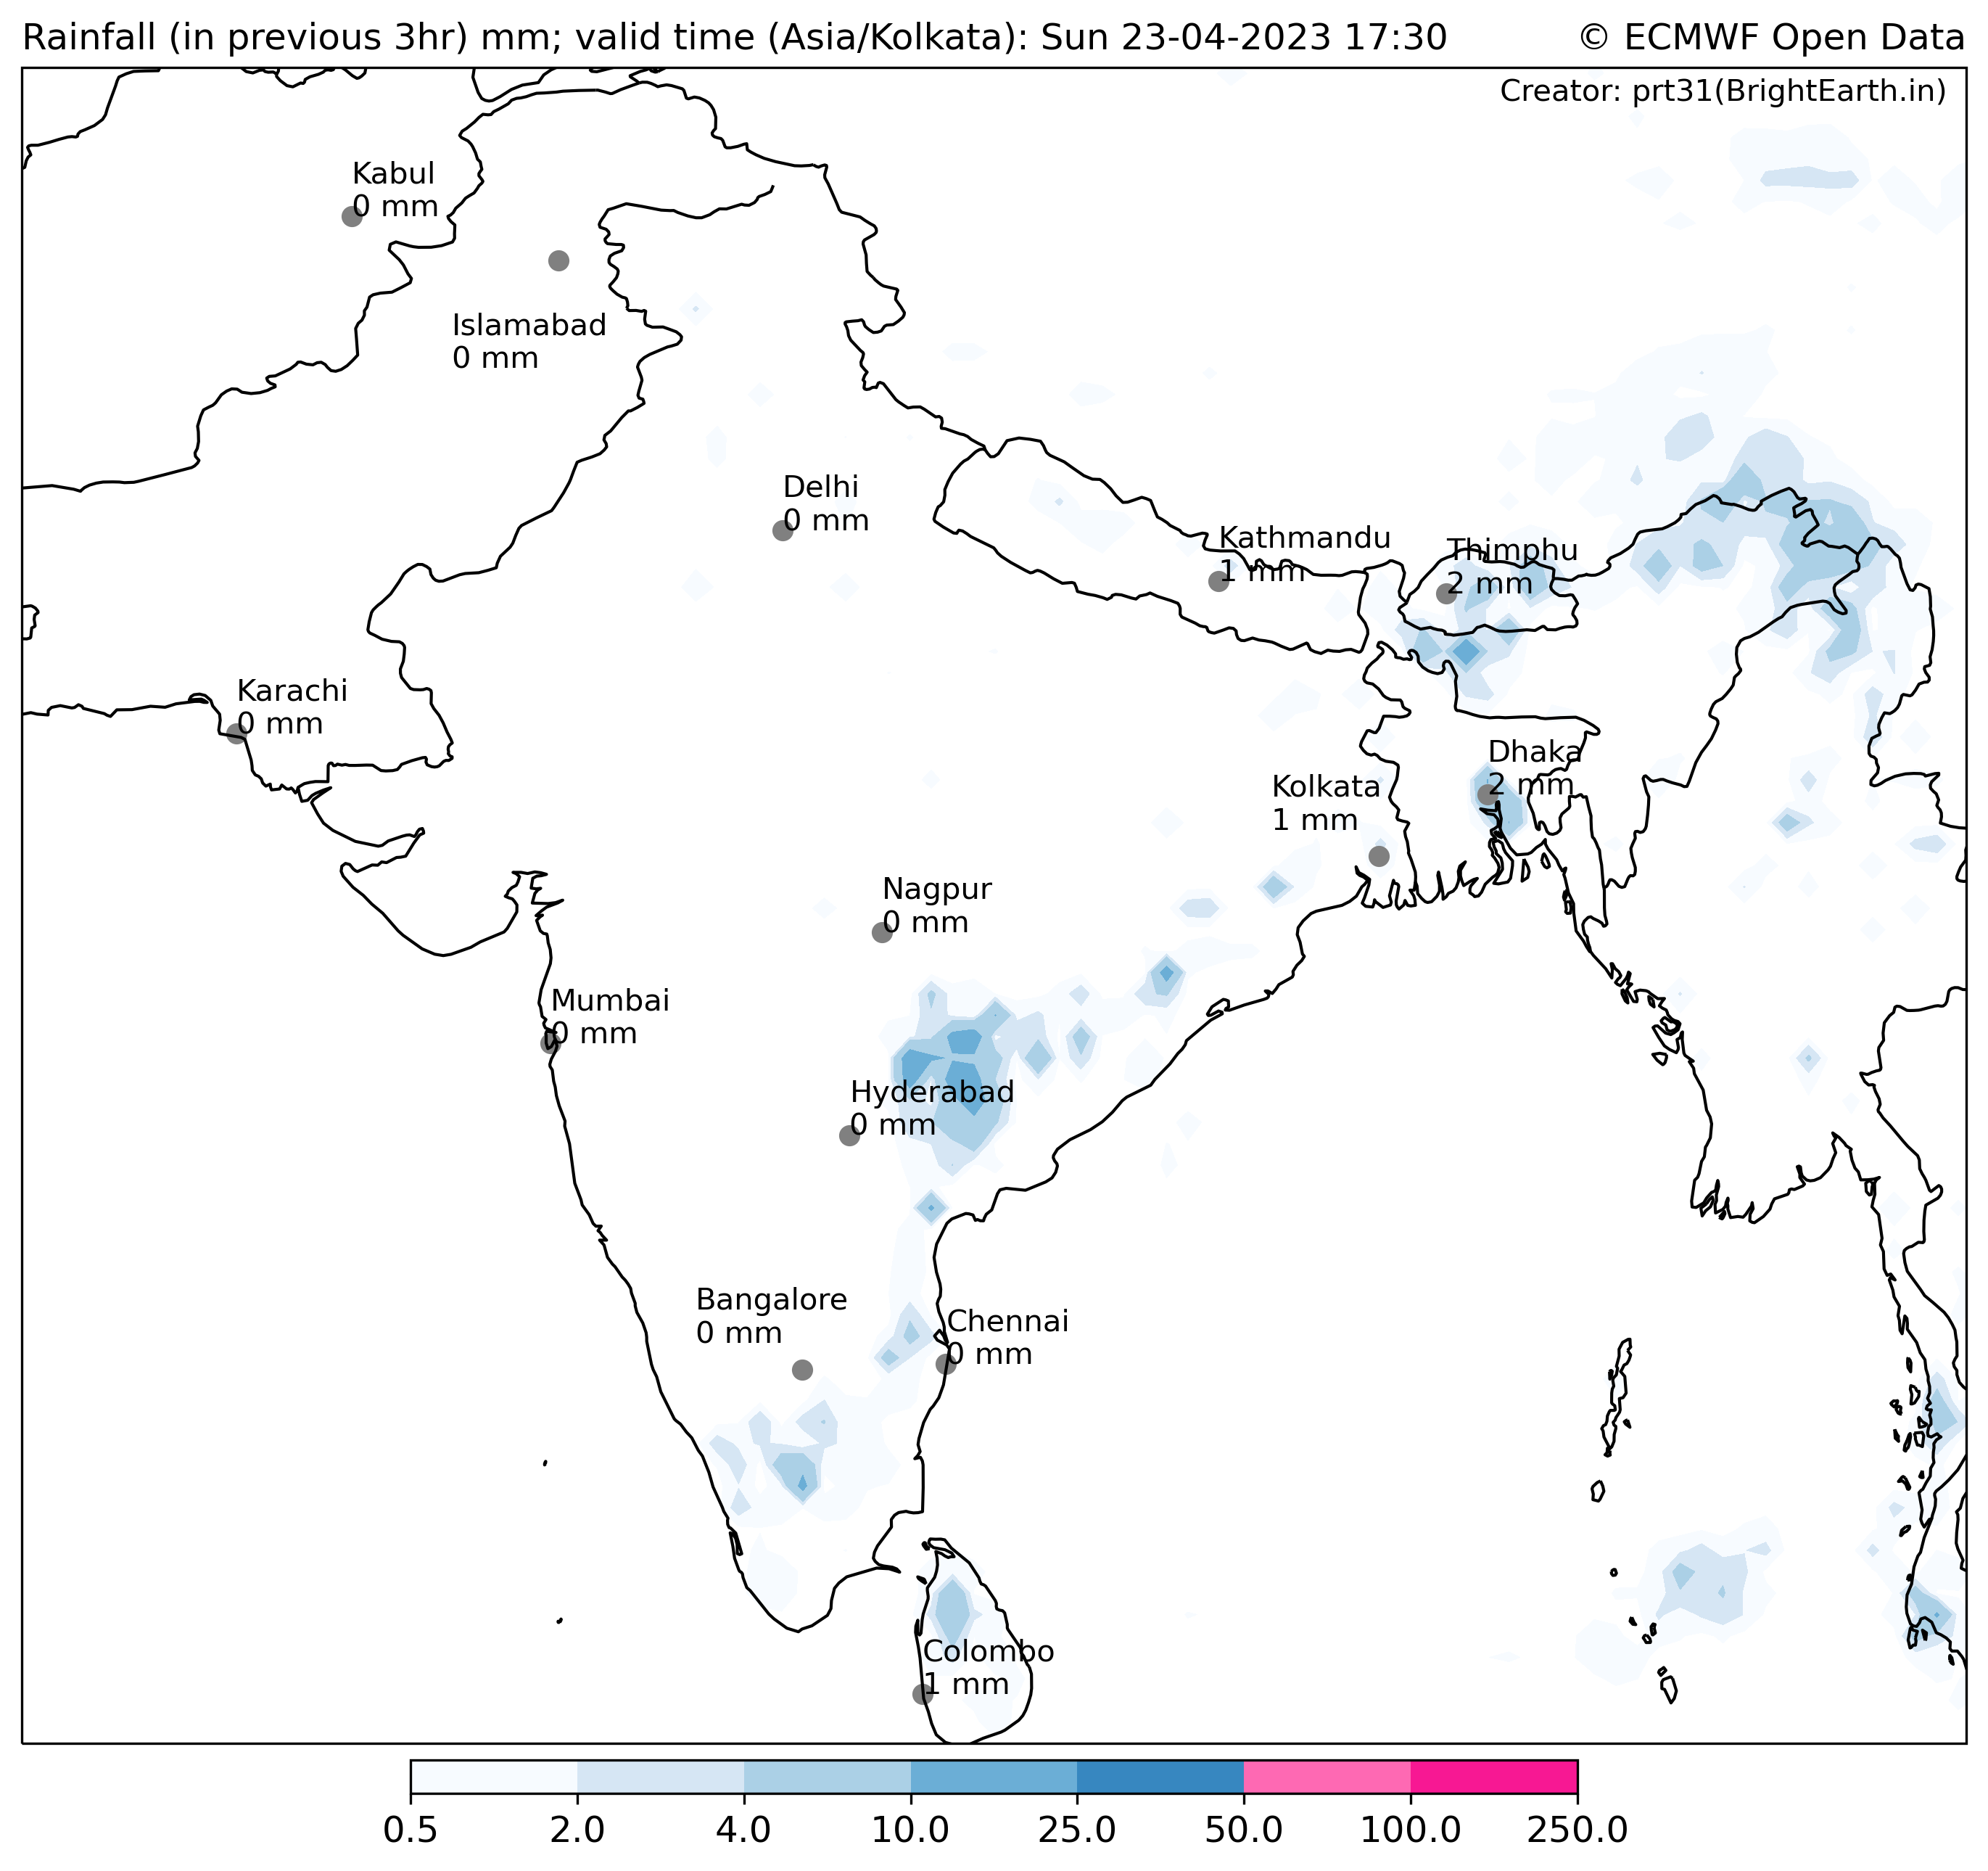 Rainfall (in previous 3hr) mm; valid time (Asia/Kolkata): Sun 23-04-2023 17:30
© ECMWF Open Data
Creator: prt31(BrightEarth.in)
Kabul
0 mm
Islamabad
0 mm
Delhi
0 mm
Kathmandu
1 mm
Thimphu
2 mm
Karachi
0 mm
Dhaka
2 mm
Kolkata
1 mm
Nagpur
0 mm
Mumbai
0 mm
Hyderabad
0 mm
Bangalore
0 mm
Chennai
0 mm
Colombo
1 mm
0.5 2.0 4.0 10.0 25.0 50.0 100.0 250.0